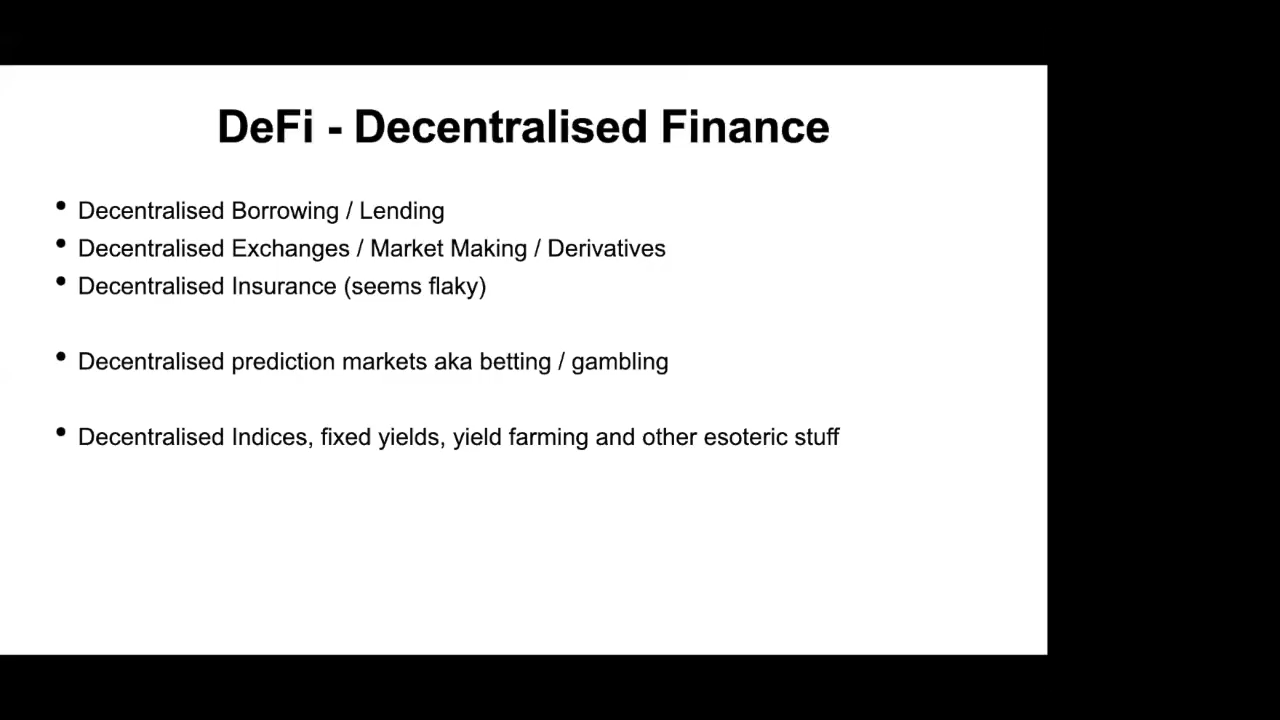 DeFi - Decentralised Finance
• Decentralised Borrowing / Lending
• Decentralised Exchanges / Market Making / Derivatives
• Decentralised Insurance (seems flaky)
• Decentralised prediction markets aka betting / gambling
• Decentralised Indices, fixed yields, yield farming and other esoteric stuff